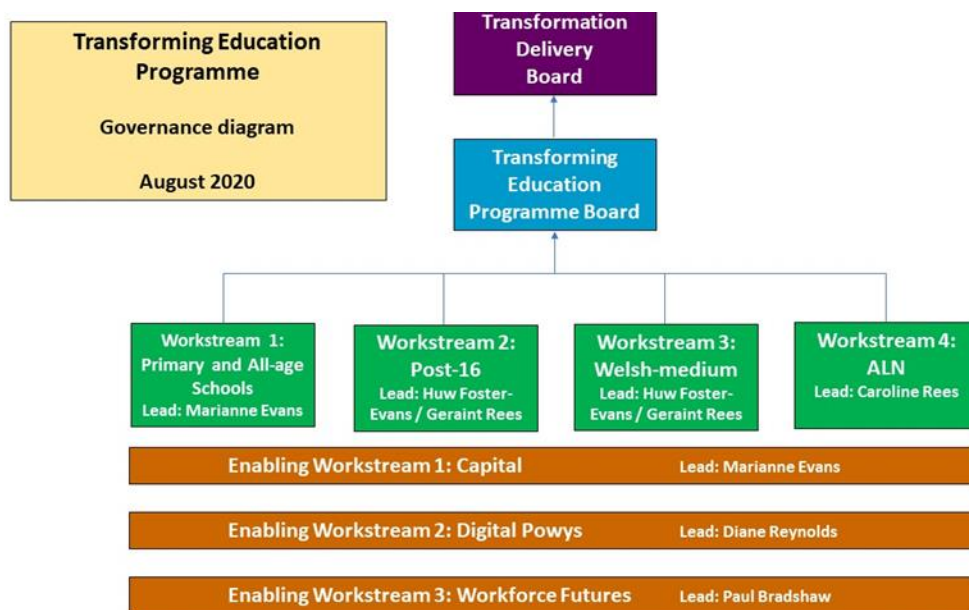 Transforming Education
Programme
Governance diagram
August 2020
Transformation
Delivery
Board
Transforming
Education
Programme Board
Workstream 1:
Primary and All-age
Schools
Lead: Marianne Evans
Workstream 2:
Post-16
Lead: Huw Foster-
Evans / Geraint Rees
Workstream 3:
Welsh-medium
Lead: Huw Foster-
Evans / Geraint Rees
Workstream 4:
ALN
Lead: Caroline Rees
Enabling Workstream 1: Capital Lead: Marianne Evans
Enabling Workstream 2: Digital Powys Lead: Diane Reynolds
Enabling Workstream 3: Workforce Futures Lead: Paul Bradshaw